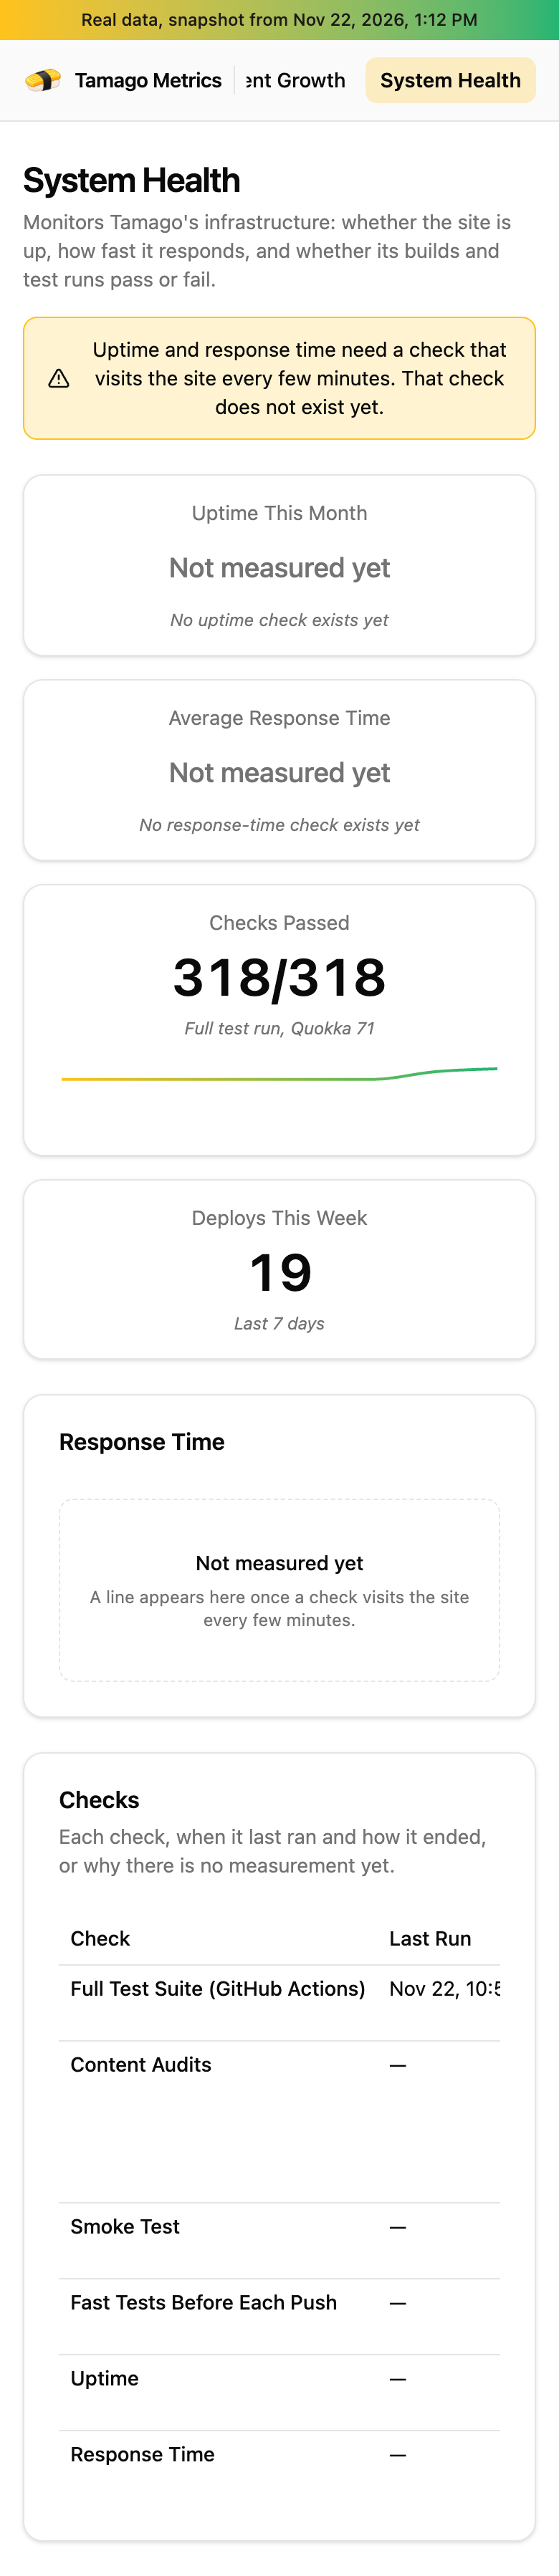 Real data, snapshot from Nov 22, 2026, 1:12 PM
Tamago Metrics
ent Growth
System Health
System Health
Monitors Tamago's infrastructure: whether the site is
up, how fast it responds, and whether its builds and
test runs pass or fail.
Uptime and response time need a check that
visits the site every few minutes. That check
does not exist yet.
Uptime This Month
Not measured yet
No uptime check exists yet
Average Response Time
Not measured yet
No response-time check exists yet
Checks Passed
318/318
Full test run, Quokka 71
Deploys This Week
19
Last 7 days
Response Time
Not measured yet
A line appears here once a check visits the site
every few minutes.
Checks
Each check, when it last ran and how it ended,
or why there is no measurement yet.
Check Last Run
Full Test Suite (GitHub Actions) Nov 22, 10:5
Content Audits —
Smoke Test —
Fast Tests Before Each Push —
Uptime —
Response Time —